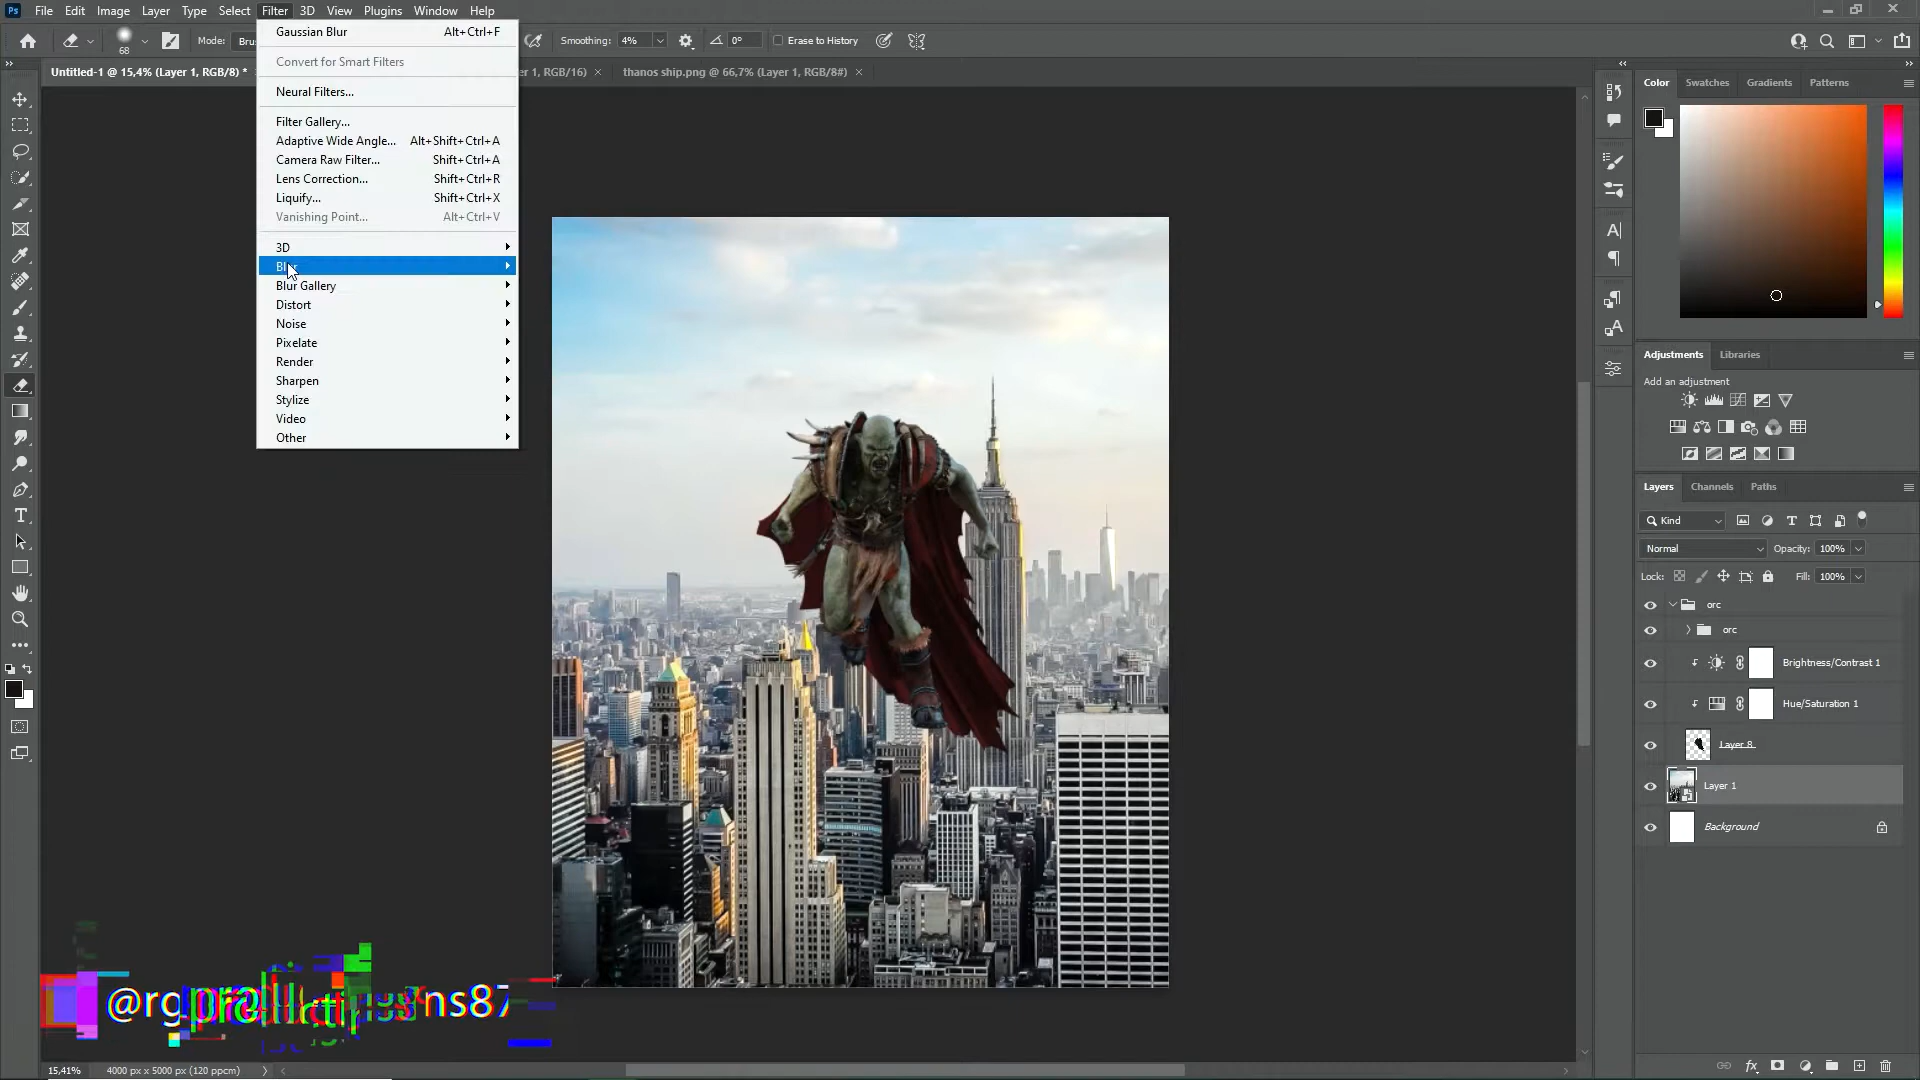 Ps File Edit Image Layer Type Select Filter 3D View Plugins Window Help
68 Mode: Smoothing: 4% 0° Erase to History
Untitled-1 @ 15,4% (Layer 1, RGB/8) * er 1, RGB/16) × thanos ship.png @ 66,7% (Layer 1, RGB/8#) ×
Gaussian Blur Alt+Ctrl+F
Convert for Smart Filters
Neural Filters...
Filter Gallery...
Adaptive Wide Angle... Alt+Shift+Ctrl+A
Camera Raw Filter... Shift+Ctrl+A
Lens Correction... Shift+Ctrl+R
Liquify... Shift+Ctrl+X
Vanishing Point... Alt+Ctrl+V
3D
Blur
Blur Gallery
Distort
Noise
Pixelate
Render
Sharpen
Stylize
Video
Other
Color Swatches Gradients Patterns
Adjustments Libraries
Add an adjustment
Layers Channels Paths
Kind
Normal Opacity: 100%
Lock: Fill: 100%
orc
orc
Brightness/Contrast 1
Hue/Saturation 1
Layer 8
Layer 1
Background
15,41% 4000 px x 5000 px (120 ppcm)